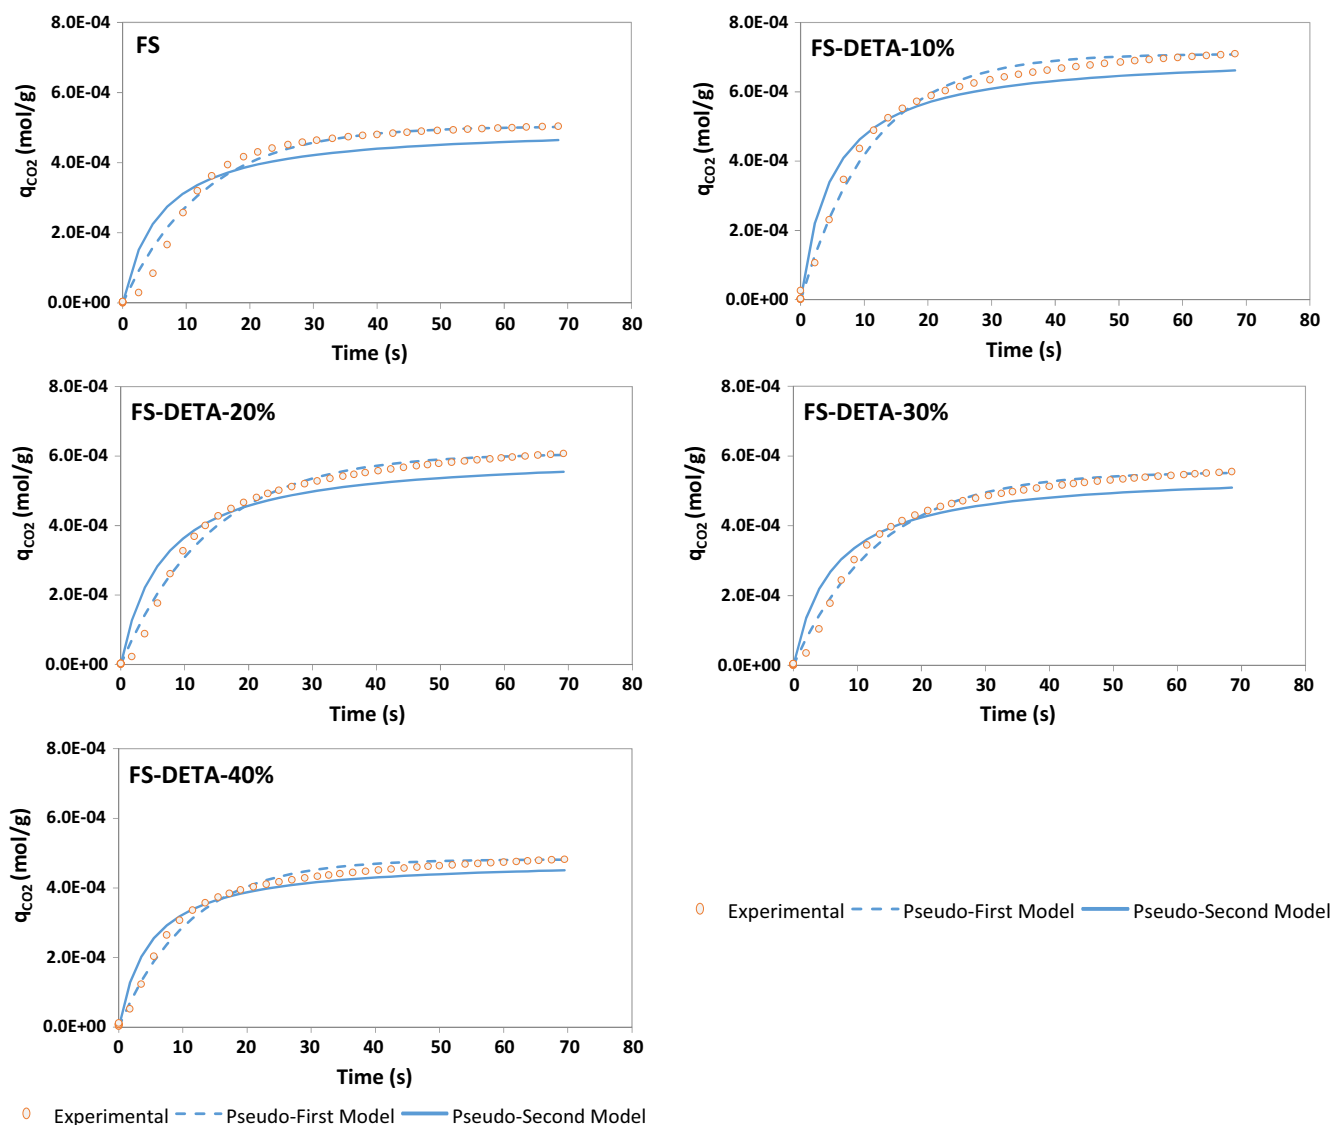 FS
8.0E-04
6.0E-04
4.0E-04
2.0E-04
0.0E+00
qCO2 (mol/g)
0 10 20 30 40 50 60 70 80
Time (s)
FS-DETA-10%
8.0E-04
6.0E-04
4.0E-04
2.0E-04
0.0E+00
qCO2 (mol/g)
0 10 20 30 40 50 60 70 80
Time (s)
FS-DETA-20%
8.0E-04
6.0E-04
4.0E-04
2.0E-04
0.0E+00
qCO2 (mol/g)
0 10 20 30 40 50 60 70 80
Time (s)
FS-DETA-30%
8.0E-04
6.0E-04
4.0E-04
2.0E-04
0.0E+00
qCO2 (mol/g)
0 10 20 30 40 50 60 70 80
Time (s)
FS-DETA-40%
8.0E-04
6.0E-04
4.0E-04
2.0E-04
0.0E+00
qCO2 (mol/g)
0 10 20 30 40 50 60 70 80
Time (s)
Experimental Pseudo-First Model Pseudo-Second Model
Experimental Pseudo-First Model Pseudo-Second Model